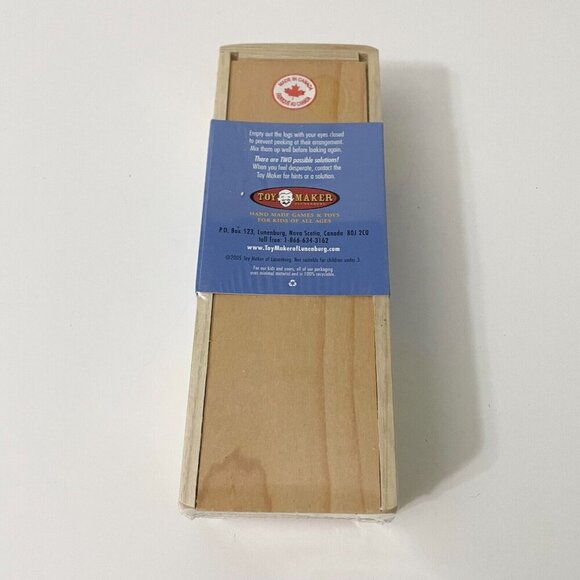 MADE IN CANADA
FABRIQUÉ AU CANADA
Empty out the logs with your eyes closed
to prevent peeking at their arrangement.
Mix them up well before looking again.
There are TWO possible solutions!
When you feel desperate, contact the
Toy Maker for hints or a solution.
TOY MAKER
OF LUNENBURG
HAND MADE GAMES & TOYS
FOR KIDS OF ALL AGES
P.O. Box 523, Lunenburg, Nova Scotia, Canada B0J 2C0
toll free: 1-866 634-3162
www.ToyMakerofLunenburg.com
©2005 Toy Maker of Lunenburg. Not suitable for children under 3.
For our kids and yours, all of our packaging
uses minimal material and is 100% recyclable.